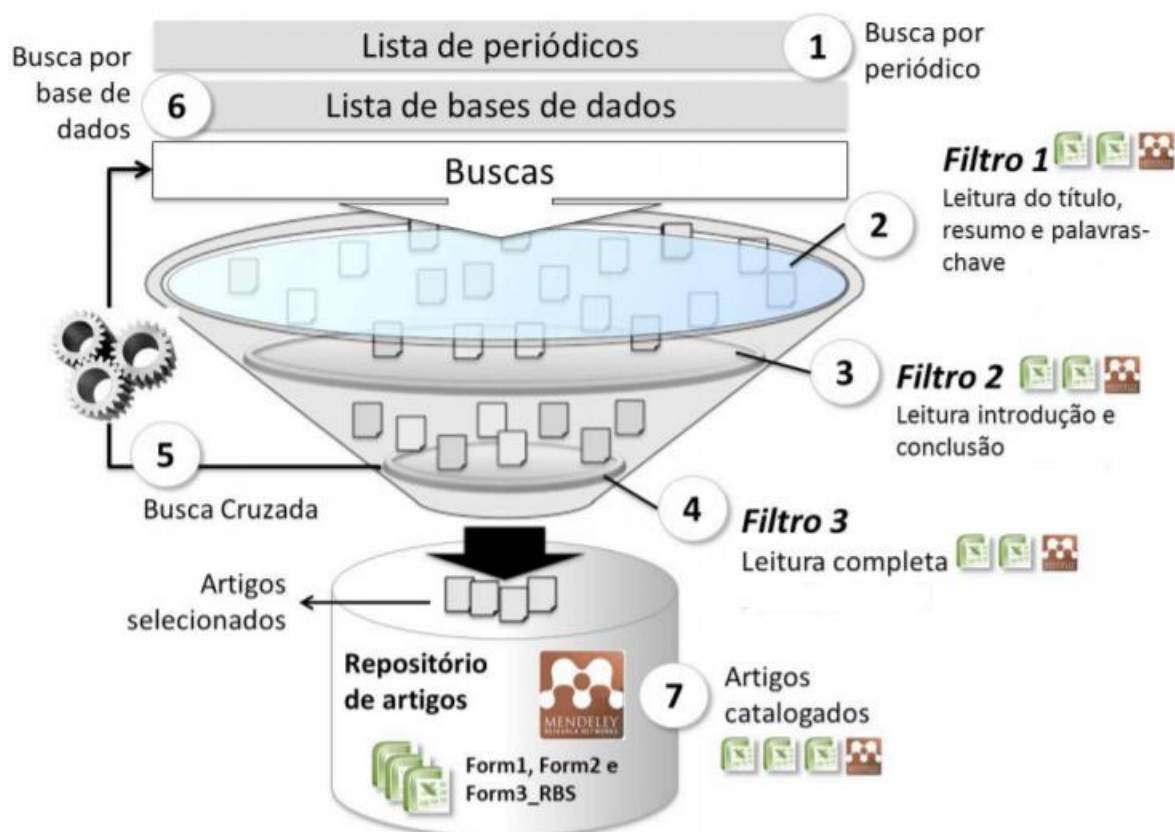 Lista de periódicos
1
Busca por
periódico
Busca por
base de
dados
6
Lista de bases de dados
Buscas
Filtro 1
2
Leitura do título,
resumo e palavras-
chave
3
Filtro 2
Leitura introdução e
conclusão
5
Busca Cruzada
4
Filtro 3
Leitura completa
Artigos
selecionados
Repositório
de artigos
MENDELEY
RESEARCH NETWORKS
7
Artigos
catalogados
Form1, Form2 e
Form3_RBS